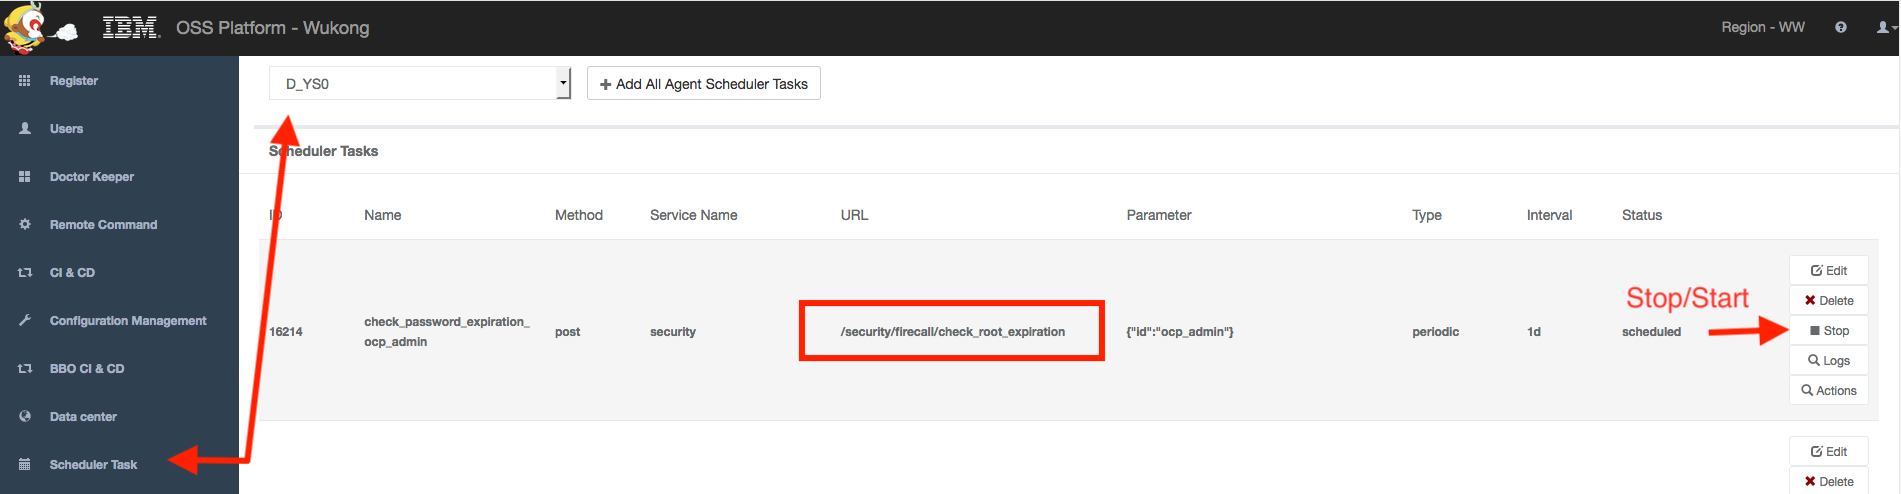 IBM. OSS Platform - Wukong Region - WW
Register
Users
Doctor Keeper
Remote Command
CI & CD
Configuration Management
BBO CI & CD
Data center
Scheduler Task
D_YS0 Add All Agent Scheduler Tasks
Scheduler Tasks
ID Name Method Service Name URL Parameter Type Interval Status
16214 check_password_expiration_ post security /security/firecall/check_root_expiration {"id":"ocp_admin"} periodic 1d scheduled
ocp_admin
Edit
Delete
Stop
Logs
Actions
Stop/Start
Edit
Delete